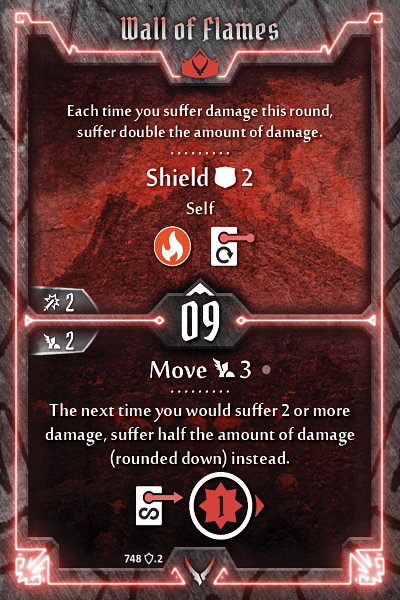 Wall of Flames
Each time you suffer damage this round,
suffer double the amount of damage.
Shield 2
Self
2
09
2
Move 3
The next time you would suffer 2 or more
damage, suffer half the amount of damage
(rounded down) instead.
1
748 .2